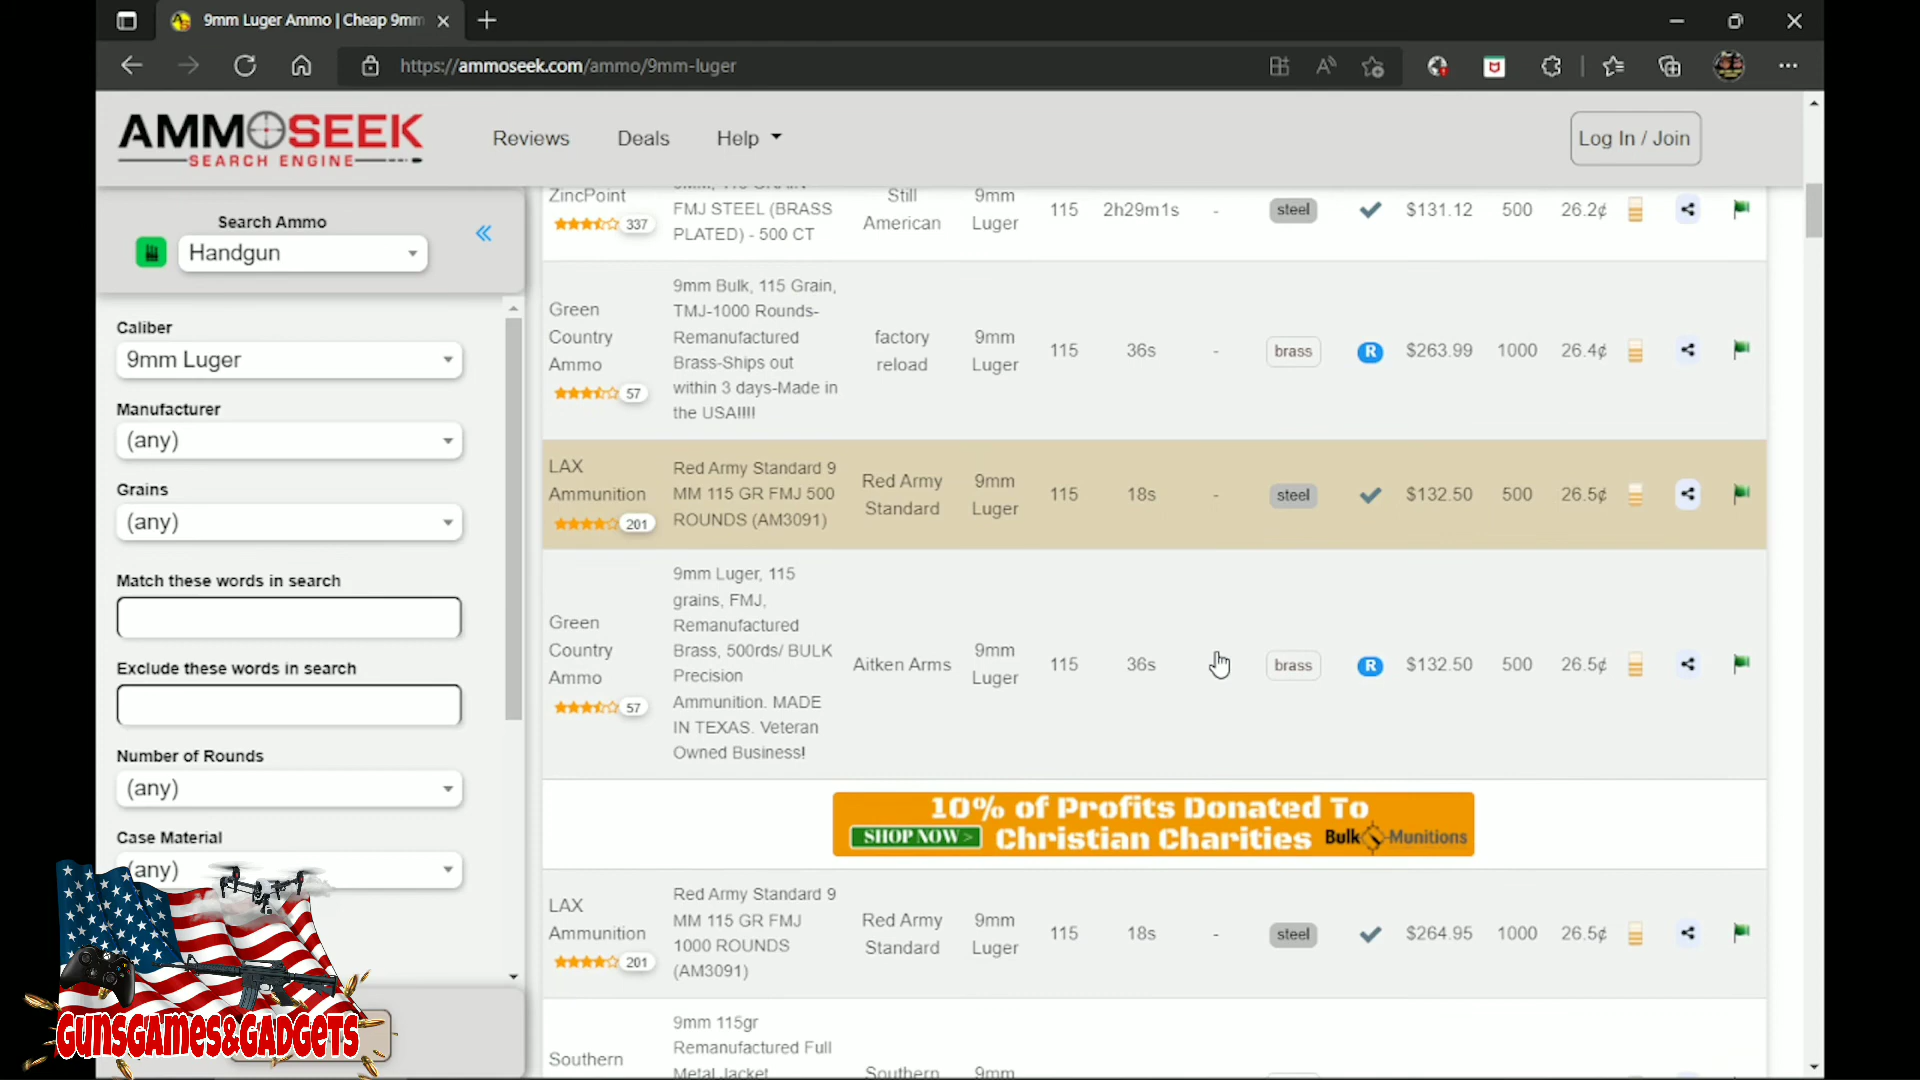 9mm Luger Ammo | Cheap 9mm
https://ammoseek.com/ammo/9mm-luger
AMMOSEEK
SEARCH ENGINE
Reviews
Deals
Help
Log In / Join
Search Ammo
Handgun
Caliber
9mm Luger
Manufacturer
(any)
Grains
(any)
Match these words in search
Exclude these words in search
Number of Rounds
(any)
Case Material
(any)
GUNSGAMES&GADGETS
ZincPoint
337
FMJ STEEL (BRASS
PLATED) - 500 CT
Still
American
9mm
Luger
115
2h29m1s
-
steel
$131.12
500
26.2¢
Green
Country
Ammo
57
9mm Bulk, 115 Grain,
TMJ-1000 Rounds-
Remanufactured
Brass-Ships out
within 3 days-Made in
the USA!!!!
factory
reload
9mm
Luger
115
36s
-
brass
R
$263.99
1000
26.4¢
LAX
Ammunition
201
Red Army Standard 9
MM 115 GR FMJ 500
ROUNDS (AM3091)
Red Army
Standard
9mm
Luger
115
18s
-
steel
$132.50
500
26.5¢
Green
Country
Ammo
57
9mm Luger, 115
grains, FMJ,
Remanufactured
Brass, 500rds/ BULK
Precision
Ammunition. MADE
IN TEXAS. Veteran
Owned Business!
Aitken Arms
9mm
Luger
115
36s
-
brass
R
$132.50
500
26.5¢
10% of Profits Donated To
SHOP NOW > Christian Charities Bulk Munitions
LAX
Ammunition
201
Red Army Standard 9
MM 115 GR FMJ
1000 ROUNDS
(AM3091)
Red Army
Standard
9mm
Luger
115
18s
-
steel
$264.95
1000
26.5¢
Southern
9mm 115gr
Remanufactured Full
Metal Jacket
Southern
9mm